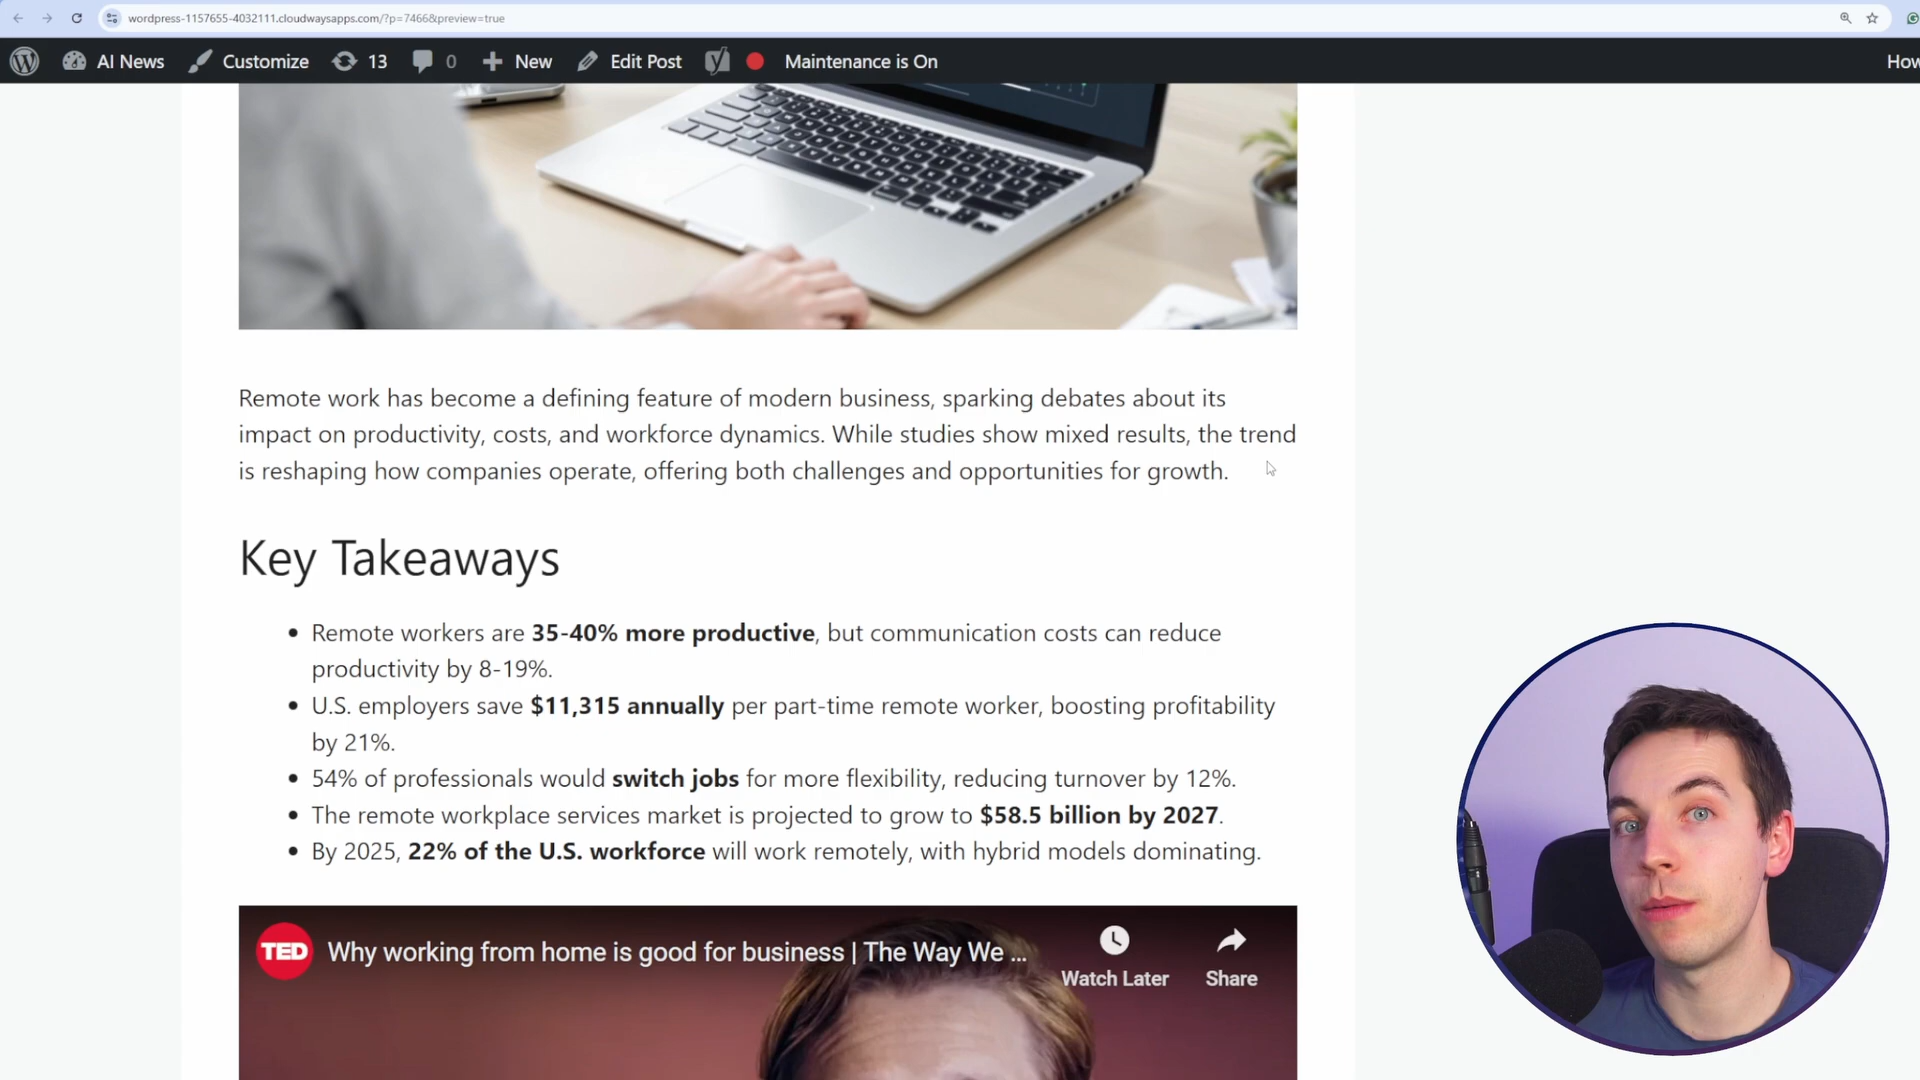 wordpress-1157655-4032111.cloudwaysapps.com/?p=7466&preview=true
AI News Customize 13 0 New Edit Post Maintenance is On How
Remote work has become a defining feature of modern business, sparking debates about its
impact on productivity, costs, and workforce dynamics. While studies show mixed results, the trend
is reshaping how companies operate, offering both challenges and opportunities for growth.
Key Takeaways
• Remote workers are 35-40% more productive, but communication costs can reduce
productivity by 8-19%.
• U.S. employers save $11,315 annually per part-time remote worker, boosting profitability
by 21%.
• 54% of professionals would switch jobs for more flexibility, reducing turnover by 12%.
• The remote workplace services market is projected to grow to $58.5 billion by 2027.
• By 2025, 22% of the U.S. workforce will work remotely, with hybrid models dominating.
TED Why working from home is good for business | The Way We ...
Watch Later Share